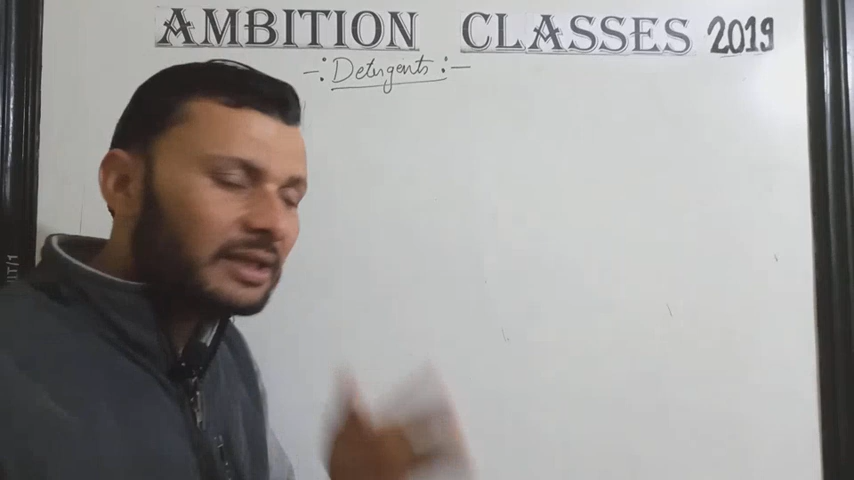 AMBITION CLASSES 2019
-: Detergents :-